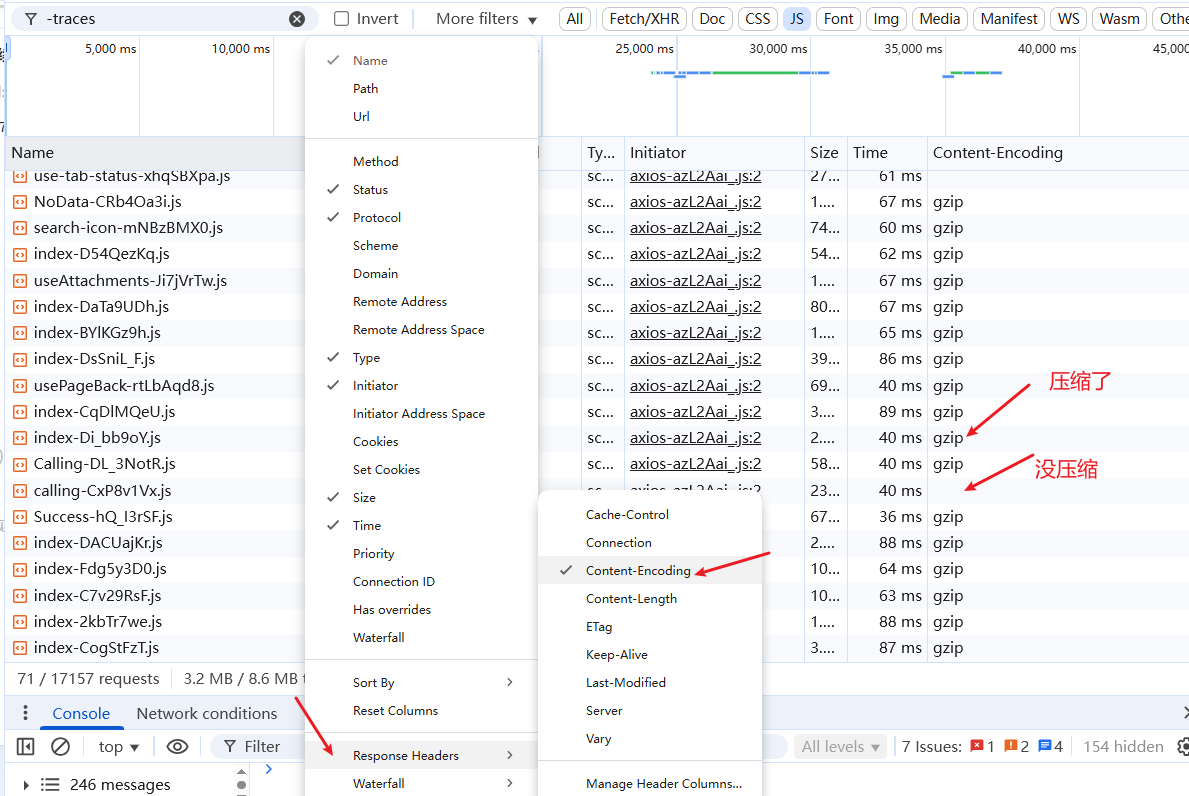 -traces
Invert
More filters
All
Fetch/XHR
Doc
CSS
JS
Font
Img
Media
Manifest
WS
Wasm
5,000 ms
10,000 ms
25,000 ms
30,000 ms
35,000 ms
40,000 ms
Name
Ty...
Initiator
Size
Time
Content-Encoding
use-tab-status-xhqSBXpa.js sc... axios-azL2Aai_.js:2 27... 61 ms
NoData-CRb4Oa3i.js sc... axios-azL2Aai_.js:2 1.... 67 ms gzip
search-icon-mNBzBMX0.js sc... axios-azL2Aai_.js:2 74... 60 ms gzip
index-D54QezKq.js sc... axios-azL2Aai_.js:2 54... 62 ms gzip
useAttachments-Ji7jVrTw.js sc... axios-azL2Aai_.js:2 1.... 67 ms gzip
index-DaTa9UDh.js sc... axios-azL2Aai_.js:2 80... 67 ms gzip
index-BYlKGz9h.js sc... axios-azL2Aai_.js:2 1.... 65 ms gzip
index-DsSniL_F.js sc... axios-azL2Aai_.js:2 39... 86 ms gzip
usePageBack-rtLbAqd8.js sc... axios-azL2Aai_.js:2 69... 40 ms gzip
index-CqDlMQeU.js sc... axios-azL2Aai_.js:2 3.... 89 ms gzip
index-Di_bb9oY.js sc... axios-azL2Aai_.js:2 2.... 40 ms gzip
Calling-DL_3NotR.js sc... axios-azL2Aai_.js:2 58... 40 ms gzip
calling-CxP8v1Vx.js sc... axios-azL2Aai_.js:2 23... 40 ms
Success-hQ_I3rSF.js 67... 36 ms gzip
index-DACUajKr.js 2.... 88 ms gzip
index-Fdg5y3D0.js 10... 64 ms gzip
index-C7v29RsF.js 10... 63 ms gzip
index-2kbTr7we.js 1.... 88 ms gzip
index-CogStFzT.js 3.... 87 ms gzip
压缩了
没压缩
Name
Path
Url
Method
Status
Protocol
Scheme
Domain
Remote Address
Remote Address Space
Type
Initiator
Initiator Address Space
Cookies
Set Cookies
Size
Time
Priority
Connection ID
Has overrides
Waterfall
Sort By
Reset Columns
Response Headers
Waterfall
Cache-Control
Connection
Content-Encoding
Content-Length
ETag
Keep-Alive
Last-Modified
Server
Vary
Manage Header Columns...
71 / 17157 requests
3.2 MB / 8.6 MB
Console
Network conditions
top
Filter
All levels
7 Issues:
1
2
4
154 hidden
246 messages